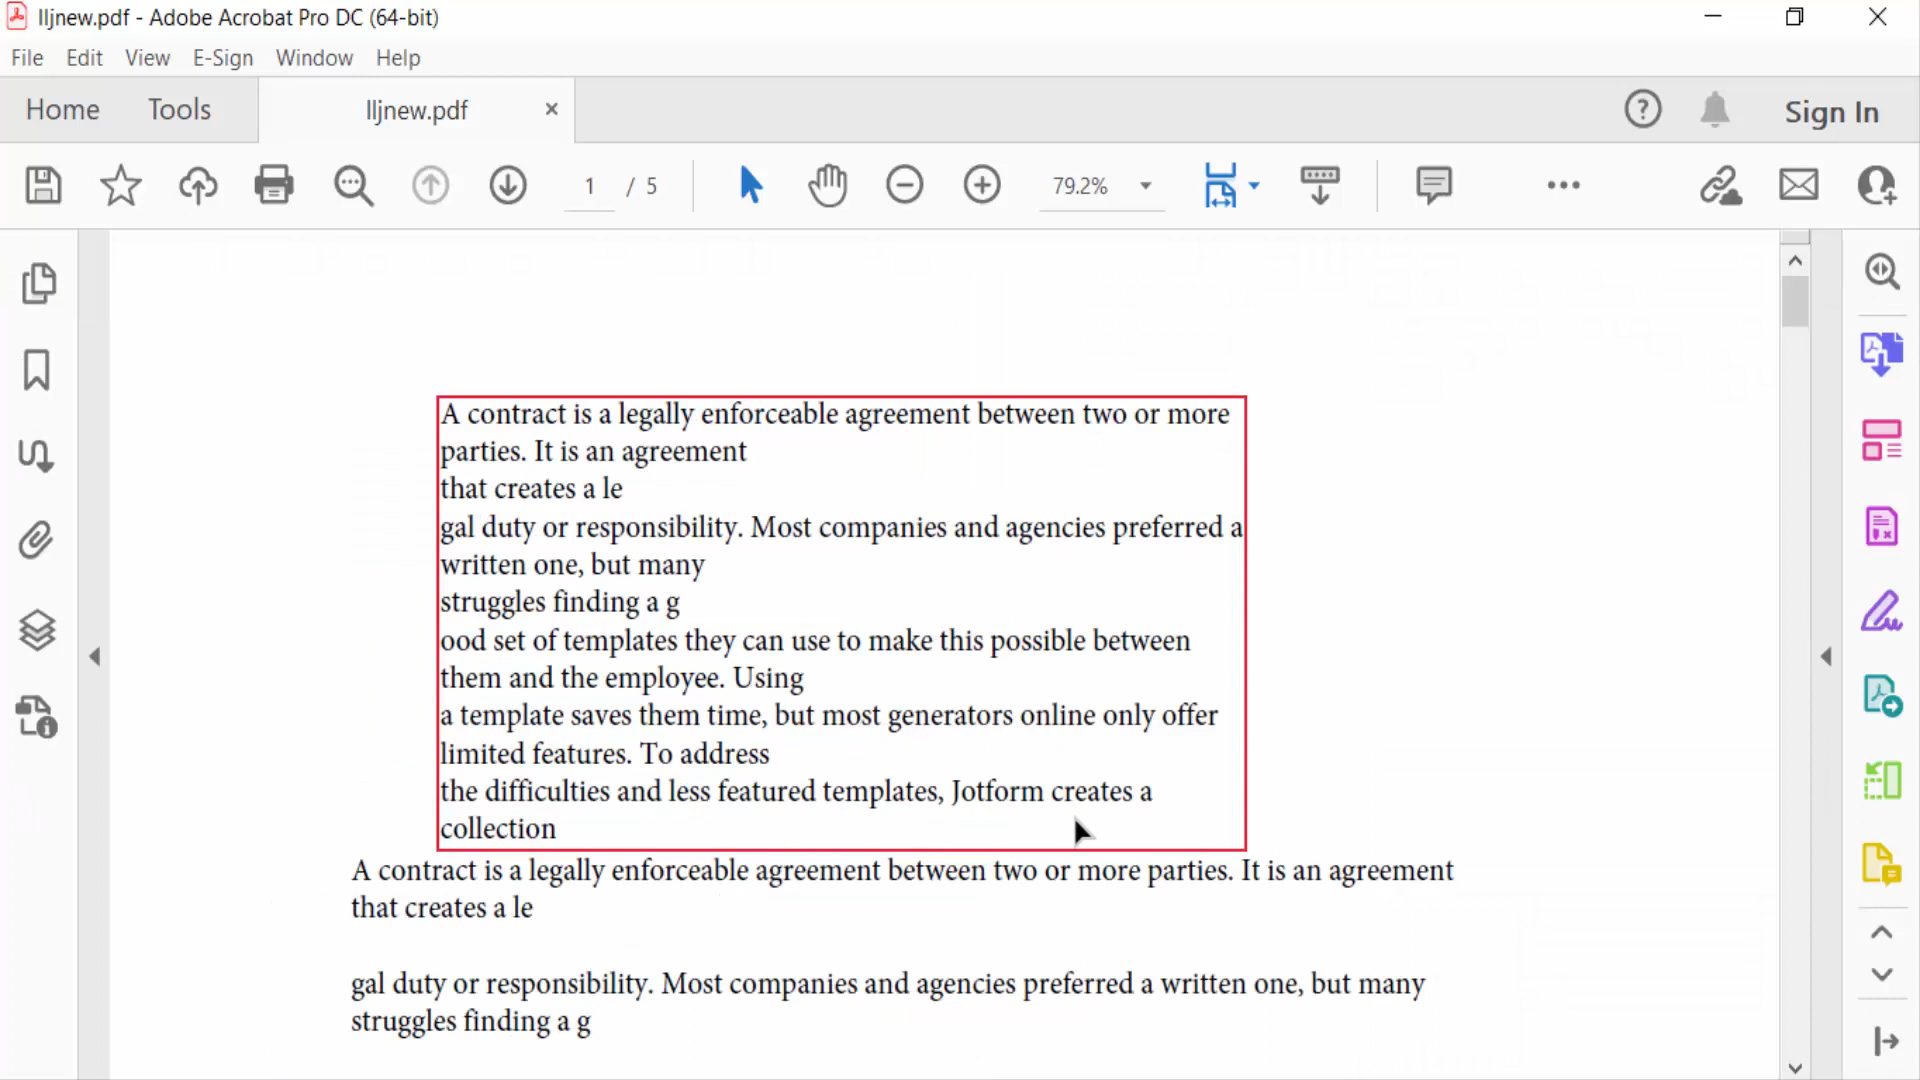 lljnew.pdf - Adobe Acrobat Pro DC (64-bit)
File Edit View E-Sign Window Help
Home Tools lljnew.pdf × Sign In
1 / 5 79.2%
A contract is a legally enforceable agreement between two or more
parties. It is an agreement
that creates a le
gal duty or responsibility. Most companies and agencies preferred a
written one, but many
struggles finding a g
ood set of templates they can use to make this possible between
them and the employee. Using
a template saves them time, but most generators online only offer
limited features. To address
the difficulties and less featured templates, Jotform creates a
collection
A contract is a legally enforceable agreement between two or more parties. It is an agreement
that creates a le
gal duty or responsibility. Most companies and agencies preferred a written one, but many
struggles finding a g